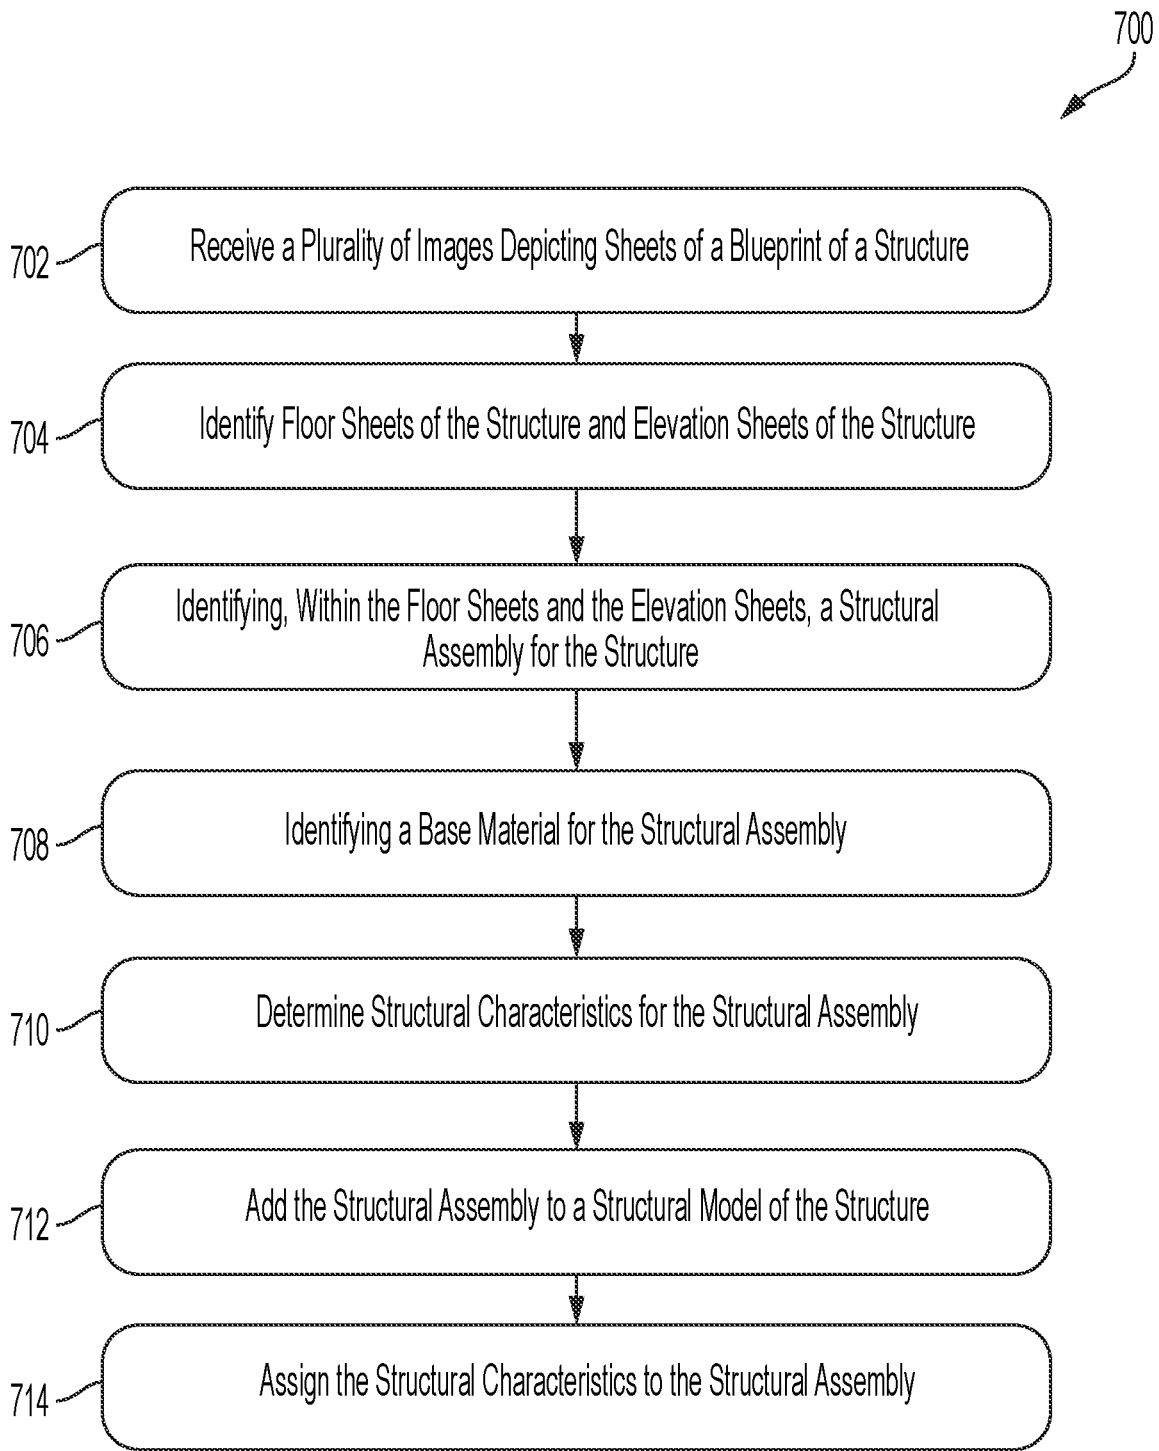 700
702
Receive a Plurality of Images Depicting Sheets of a Blueprint of a Structure
704
Identify Floor Sheets of the Structure and Elevation Sheets of the Structure
706
Identifying, Within the Floor Sheets and the Elevation Sheets, a Structural
Assembly for the Structure
708
Identifying a Base Material for the Structural Assembly
710
Determine Structural Characteristics for the Structural Assembly
712
Add the Structural Assembly to a Structural Model of the Structure
714
Assign the Structural Characteristics to the Structural Assembly